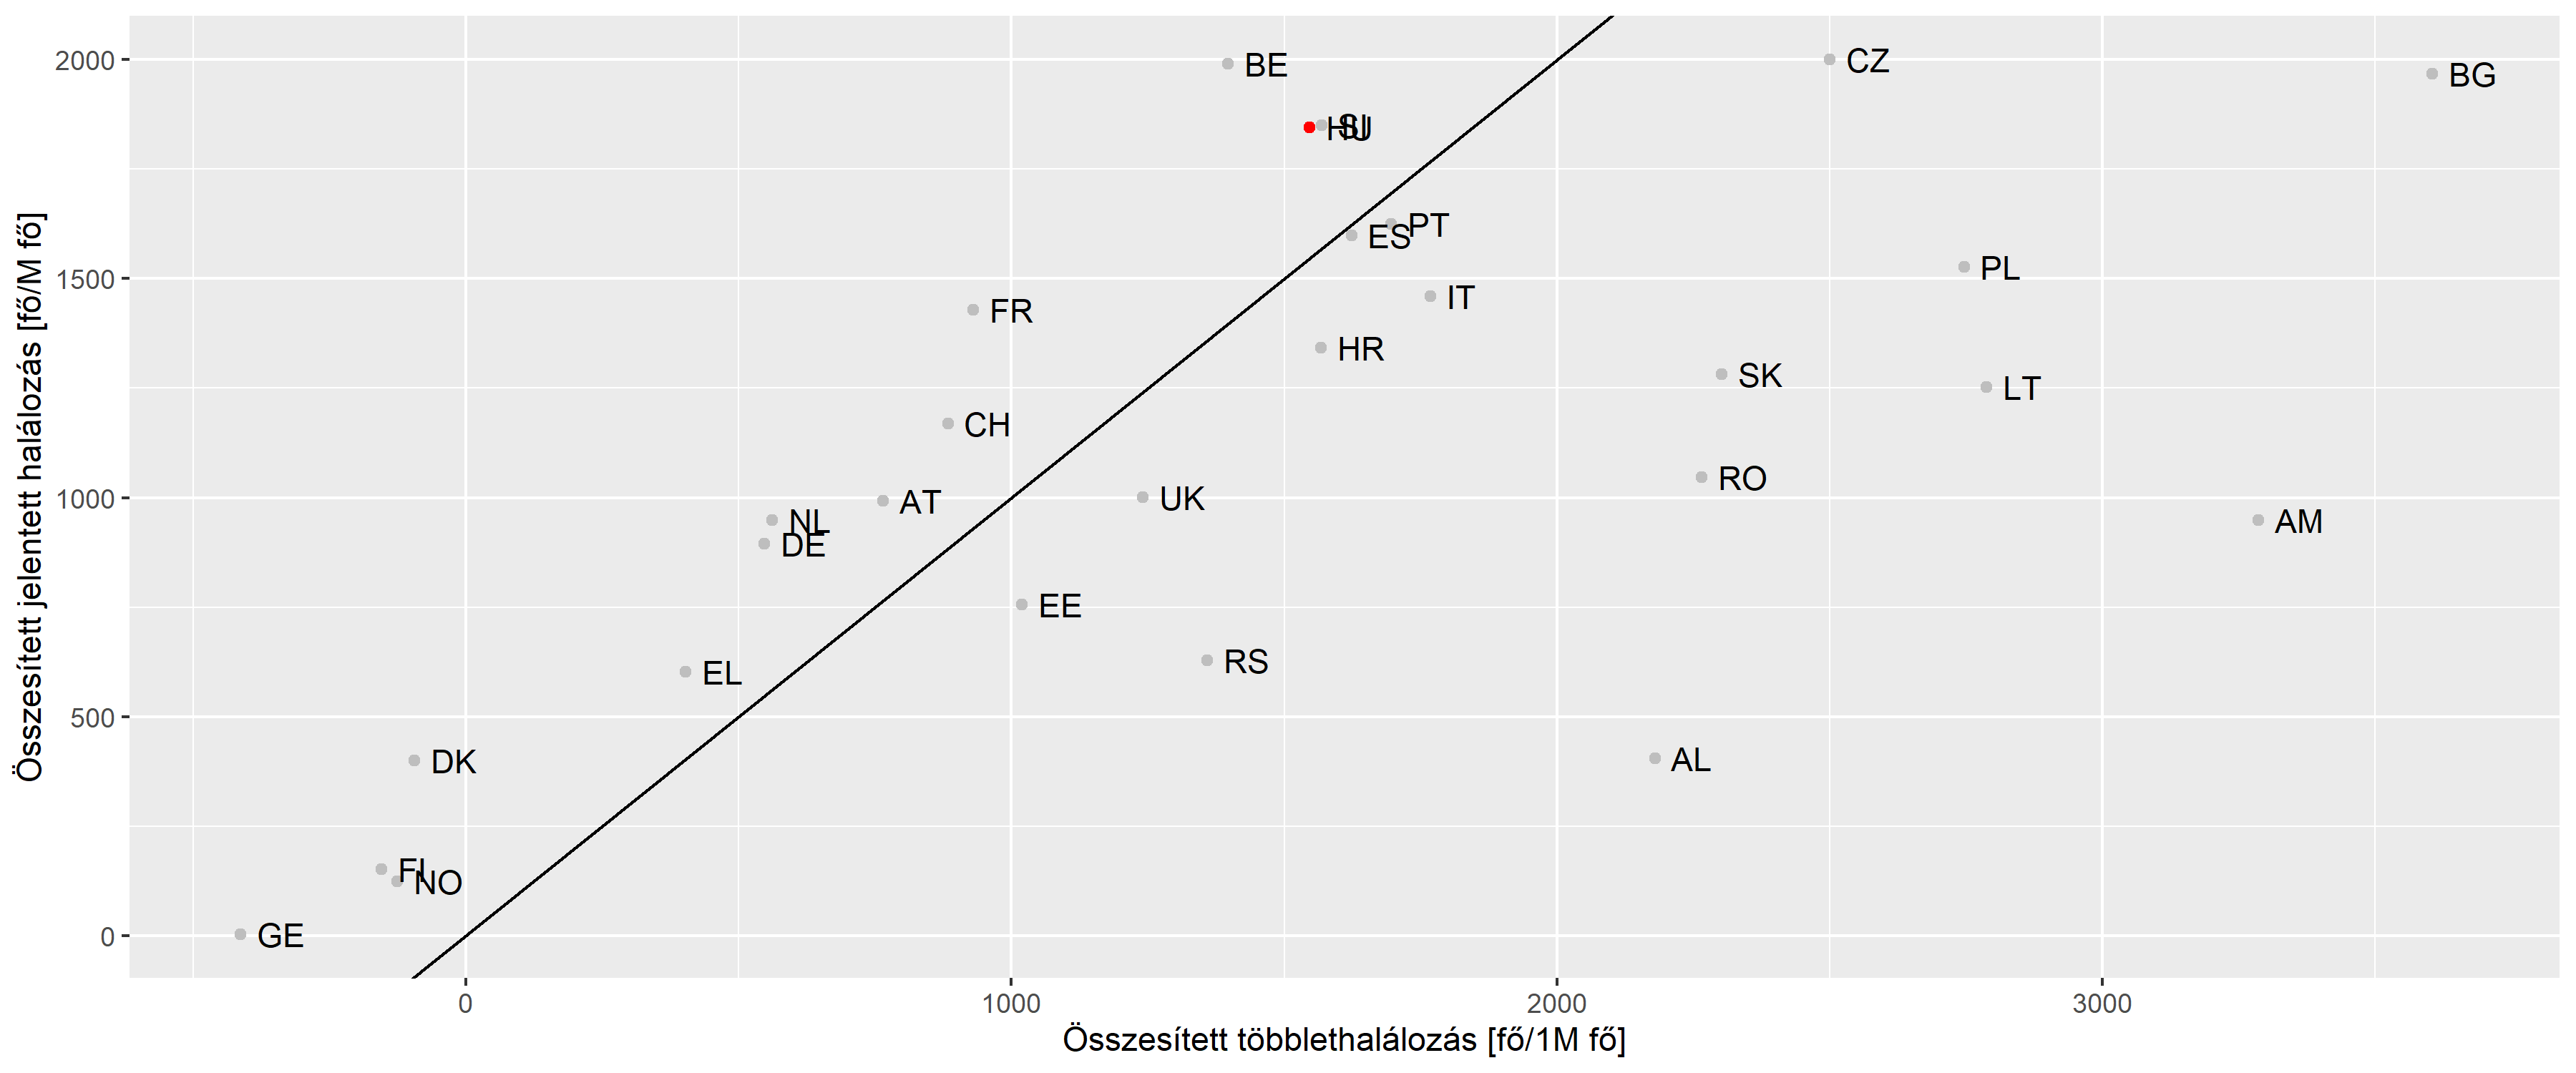 Összesített jelentett halálozás [fő/M fő]
2000
1500
1000
500
0
BE
CZ
BG
HU
SI
PT
ES
PL
IT
FR
HR
SK
LT
CH
RO
UK
AT
NL
AM
DE
EE
RS
EL
DK
AL
FI
NO
GE
0
1000
2000
3000
Összesített többlethalálozás [fő/1M fő]